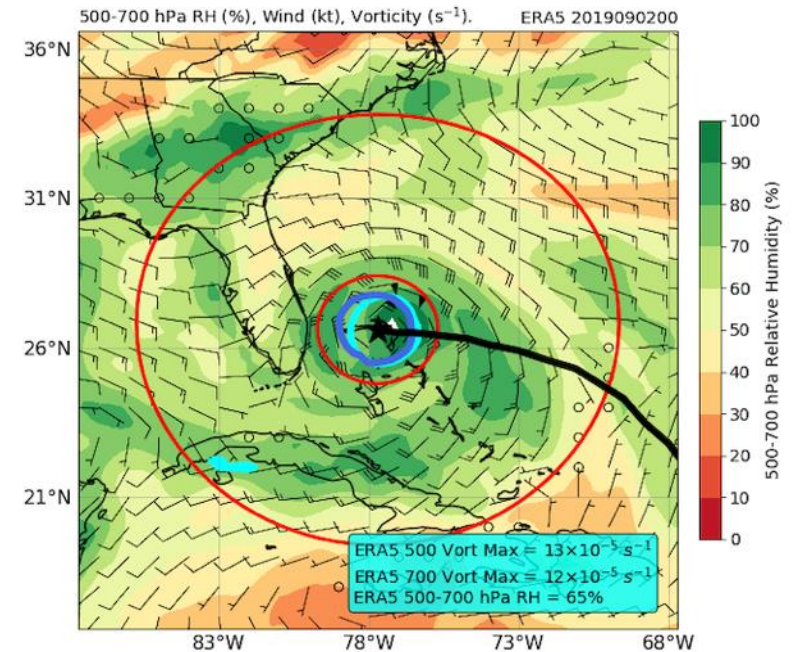 500-700 hPa RH (%), Wind (kt), Vorticity (s⁻¹). ERA5 2019090200
36°N
31°N
26°N
21°N
83°W 78°W 73°W 68°W
100
90
80
70
60
50
40
30
20
10
0
500-700 hPa Relative Humidity (%)
ERA5 500 Vort Max = 13×10⁻⁵ s⁻¹
ERA5 700 Vort Max = 12×10⁻⁵ s⁻¹
ERA5 500-700 hPa RH = 65%